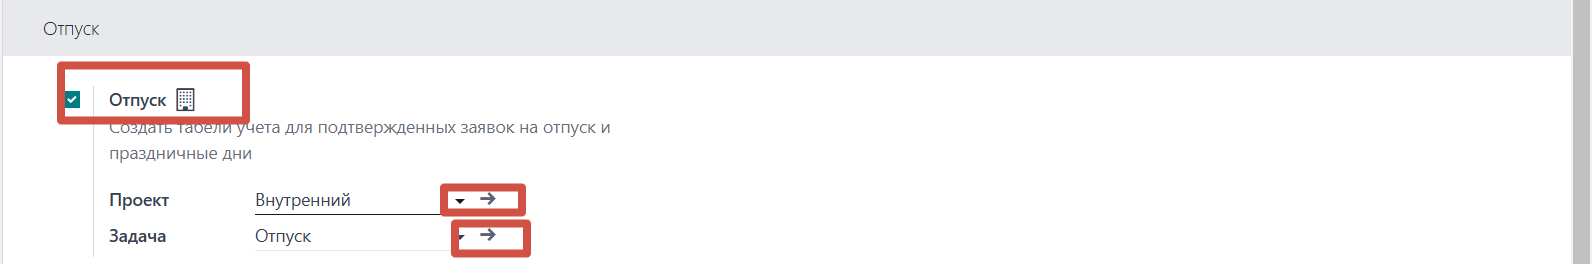 Отпуск
Отпуск
Создать табели учета для подтвержденных заявок на отпуск и
праздничные дни
Проект Внутренний
Задача Отпуск